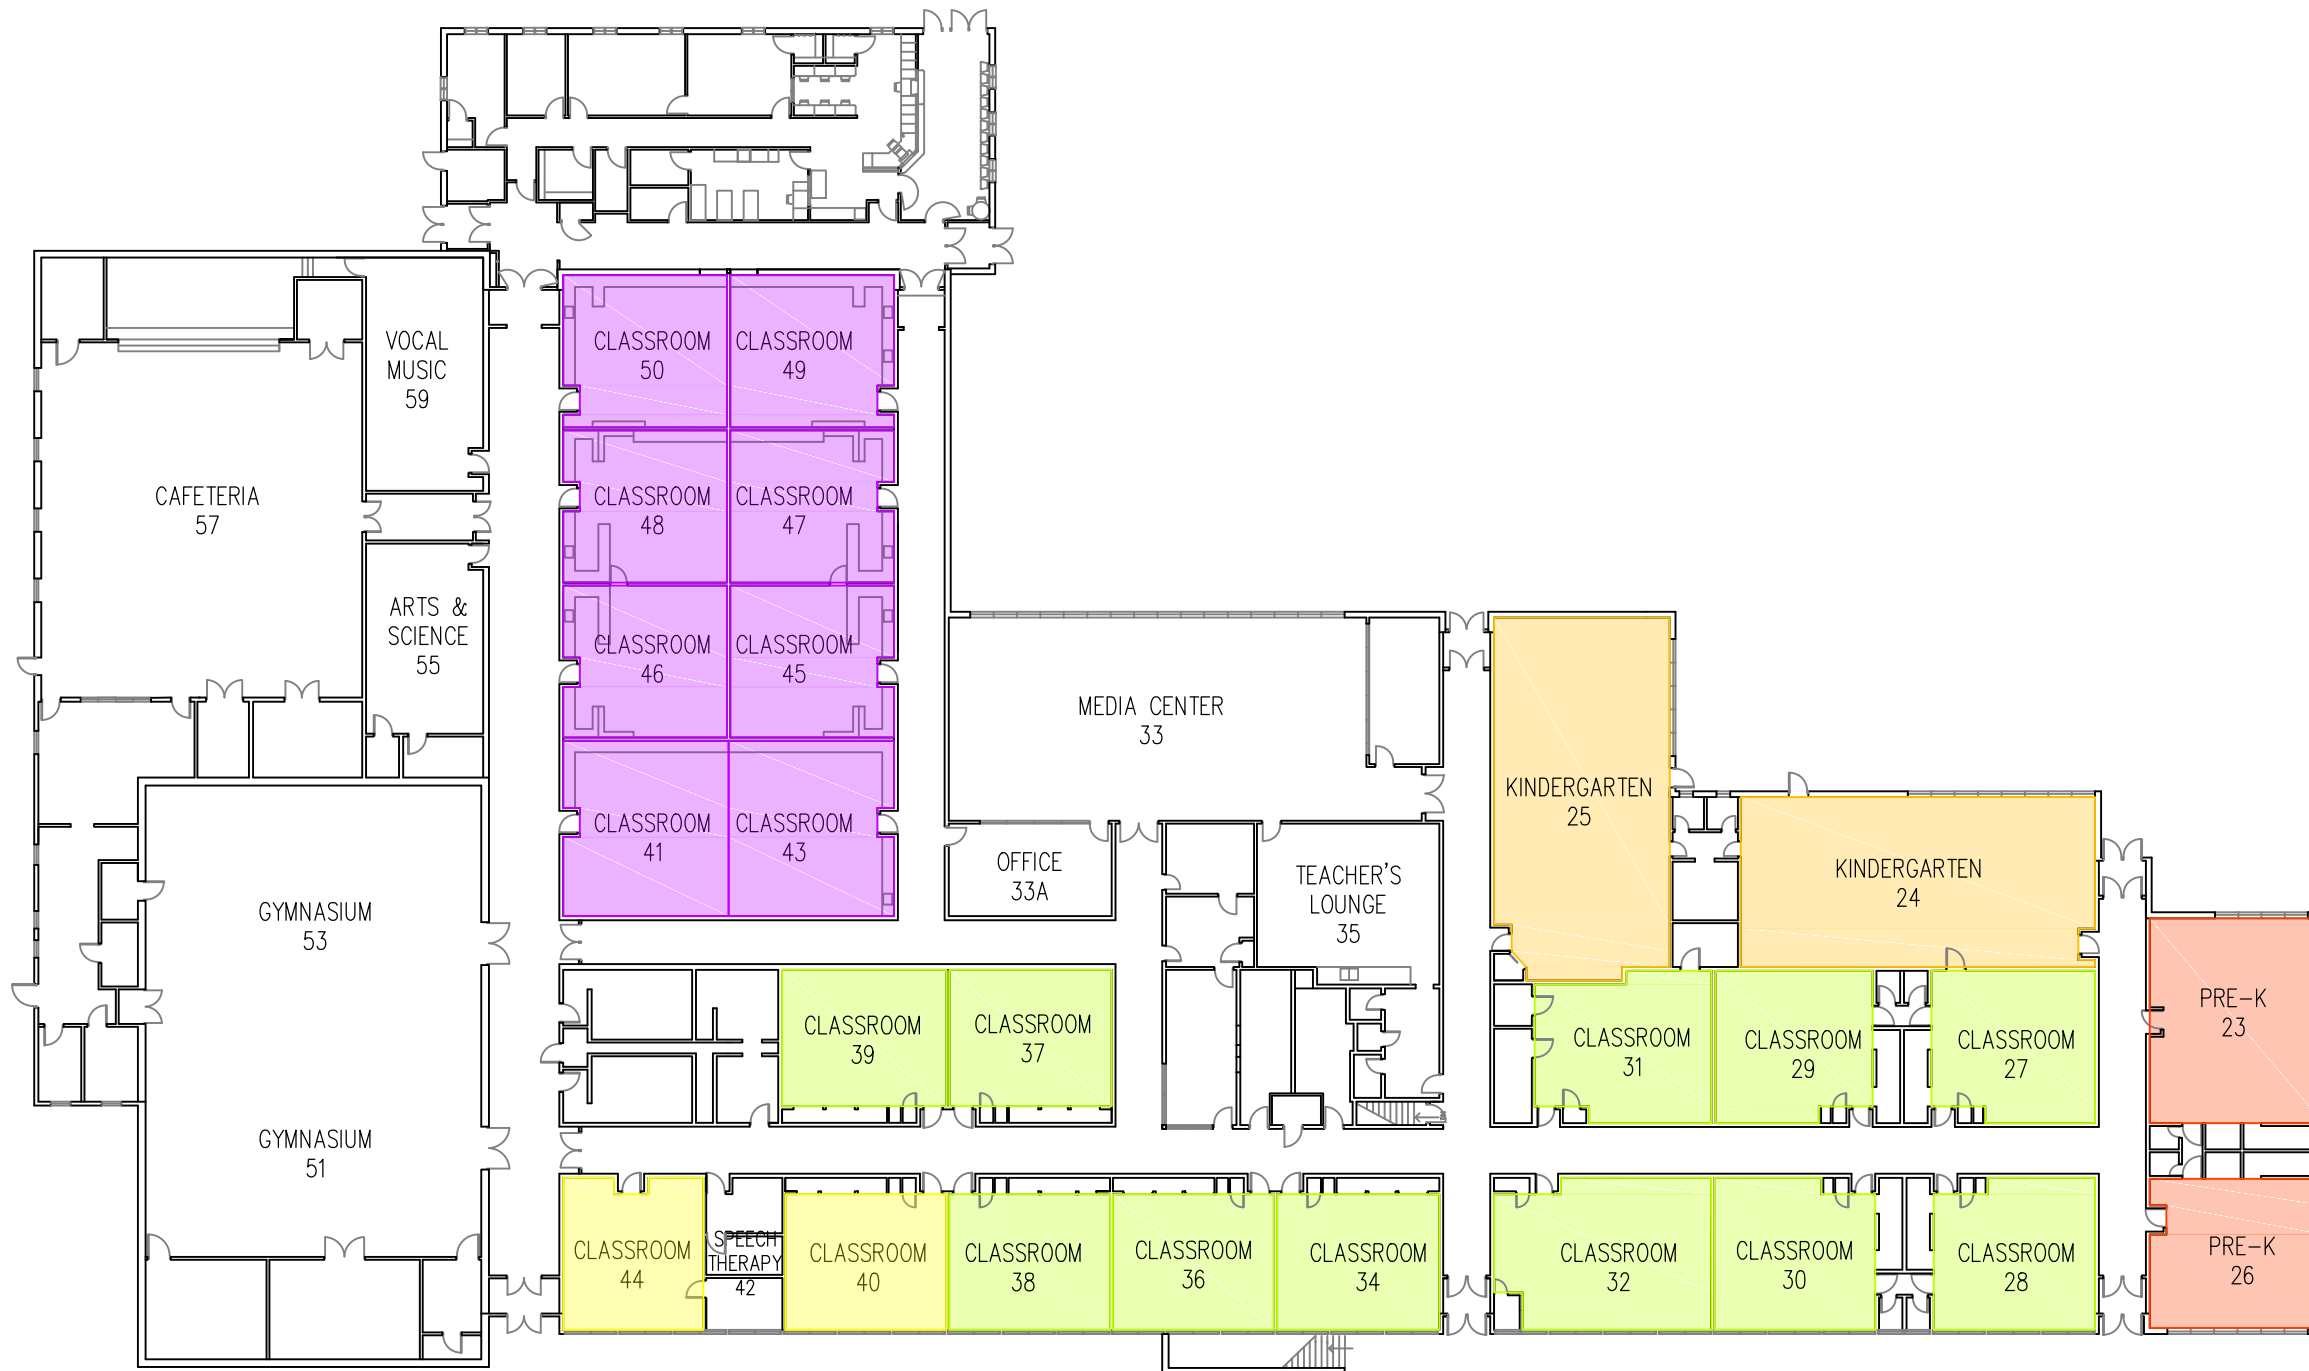 VOCAL
MUSIC
59
CLASSROOM
50
CLASSROOM
49
CAFETERIA
57
CLASSROOM
48
CLASSROOM
47
ARTS &
SCIENCE
55
CLASSROOM
46
CLASSROOM
45
MEDIA CENTER
33
CLASSROOM
41
CLASSROOM
43
KINDERGARTEN
25
OFFICE
33A
TEACHER'S
LOUNGE
35
KINDERGARTEN
24
GYMNASIUM
53
CLASSROOM
39
CLASSROOM
37
CLASSROOM
31
CLASSROOM
29
CLASSROOM
27
PRE-K
23
GYMNASIUM
51
CLASSROOM
44
SPEECH
THERAPY
42
CLASSROOM
40
CLASSROOM
38
CLASSROOM
36
CLASSROOM
34
CLASSROOM
32
CLASSROOM
30
CLASSROOM
28
PRE-K
26